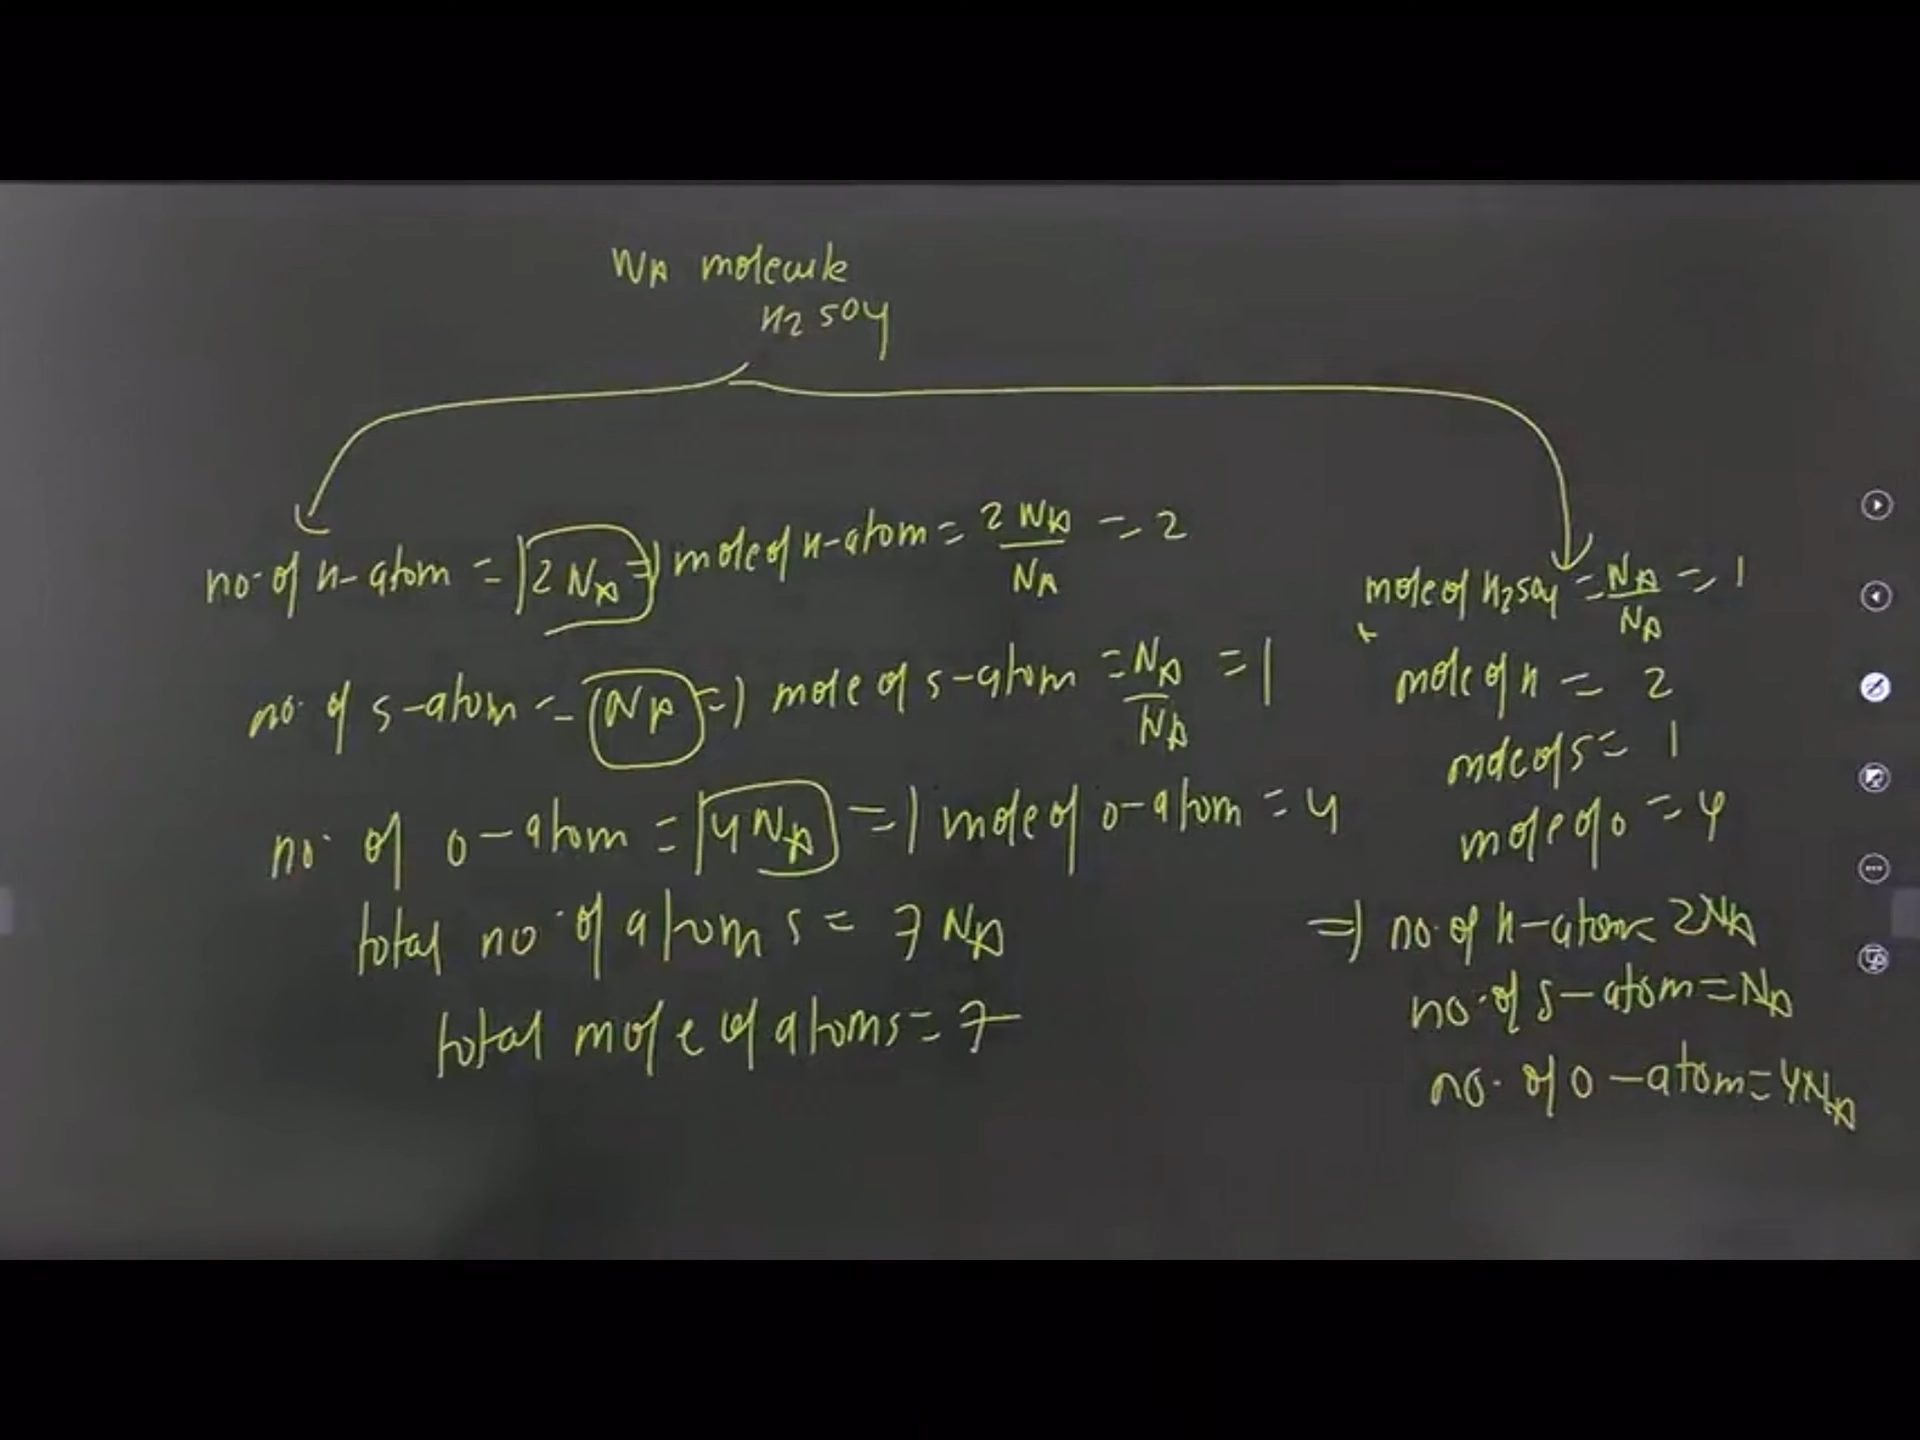 NA molecule
H2SO4
no. of H-atom = 2 NA => mole of H-atom = 2 NA / NA = 2
no. of S-atom = NA => mole of S-atom = NA / NA = 1
no. of O-atom = 4 NA => mole of O-atom = 4
total no. of atoms = 7 NA
total mole of atoms = 7
mole of H2SO4 = NA / NA = 1
mole of H = 2
mole of S = 1
mole of O = 4
=> no. of H-atom = 2NA
no. of S-atom = NA
no. of O-atom = 4NA